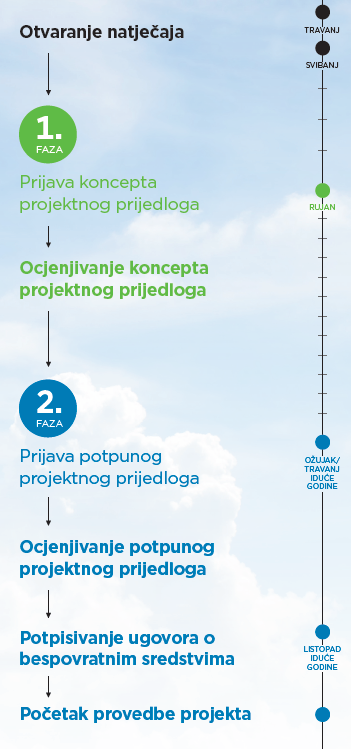 Otvaranje natječaja
TRAVANJ
SVIBANJ
1.
FAZA
Prijava koncepta
projektnog prijedloga
RUJAN
Ocjenjivanje koncepta
projektnog prijedloga
2.
FAZA
Prijava potpunog
projektnog prijedloga
OŽUJAK/
TRAVANJ
IDUĆE
GODINE
Ocjenjivanje potpunog
projektnog prijedloga
Potpisivanje ugovora o
bespovratnim sredstvima
LISTOPAD
IDUĆE
GODINE
Početak provedbe projekta